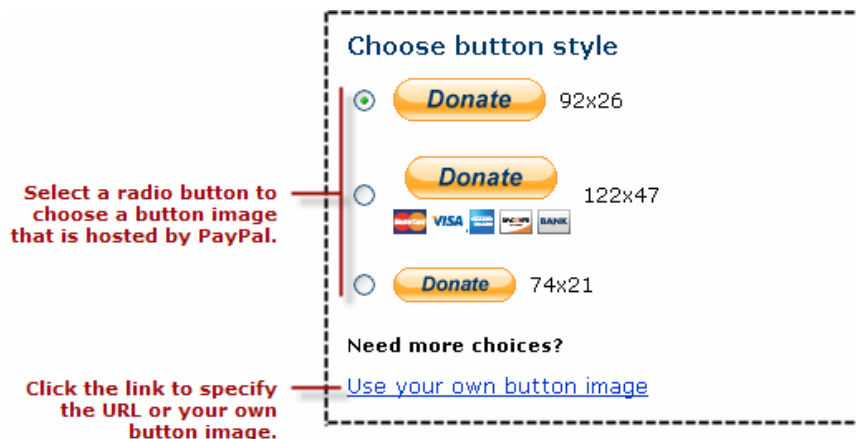 Choose button style
Donate 92x26
Donate 122x47
MasterCard VISA BANK
Donate 74x21
Select a radio button to
choose a button image
that is hosted by PayPal.
Need more choices?
Use your own button image
Click the link to specify
the URL or your own
button image.